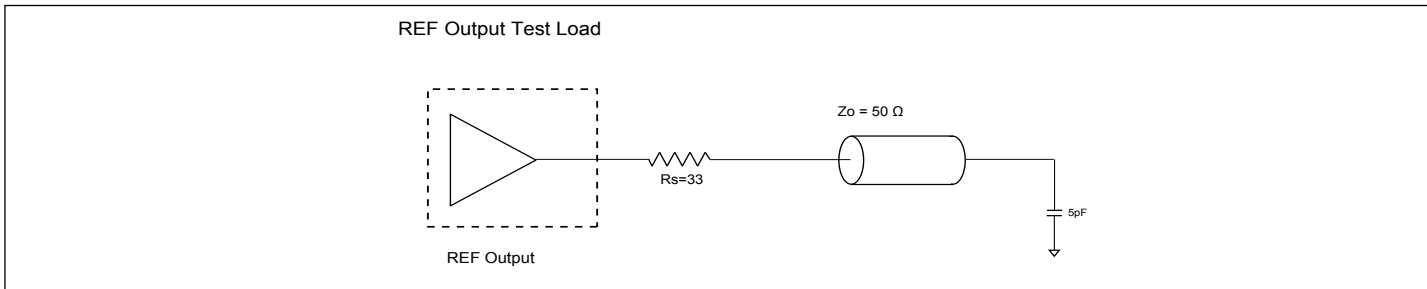 REF Output Test Load
Zo = 50 Ω
Rs=33
5pF
REF Output